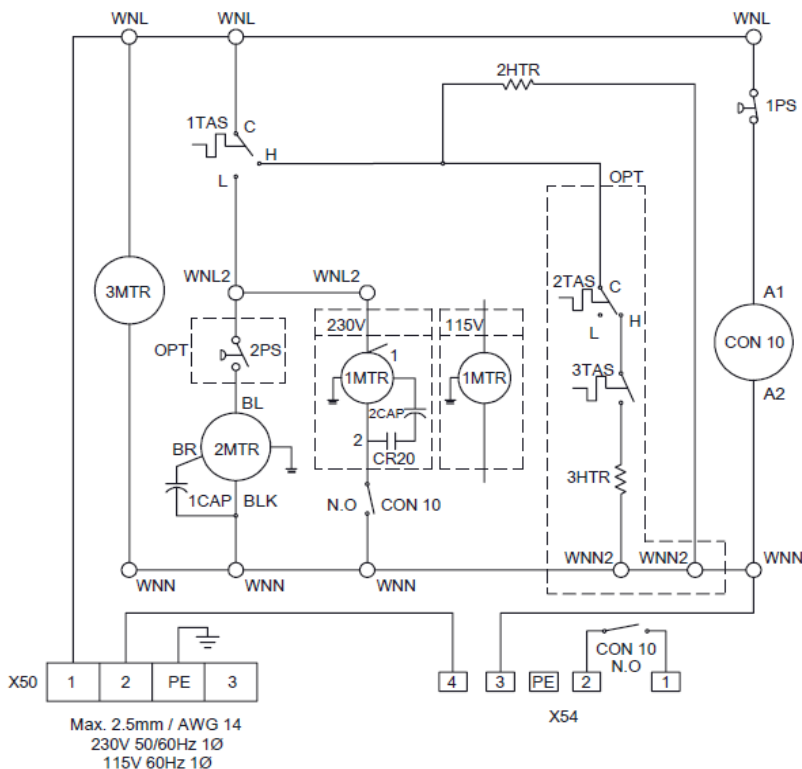 WNL WNL WNL
2HTR
1PS
1TAS C
H
L
OPT
3MTR
WNL2 WNL2
2TAS C
L H
A1
CON 10
A2
230V 115V
OPT 2PS
1
1MTR 1MTR
3TAS
2CAP
BL
2
CR20
BR 2MTR
3HTR
1CAP BLK
N.O CON 10
WNN WNN WNN WNN2 WNN2 WNN
CON 10
N.O
X50 1 2 PE 3
4 3 PE 2 1
X54
Max. 2.5mm / AWG 14
230V 50/60Hz 1Ø
115V 60Hz 1Ø